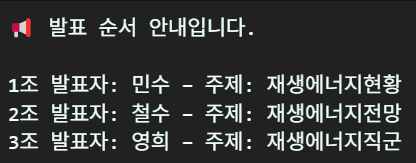 📢 발표 순서 안내입니다.
1조 발표자: 민수 - 주제: 재생에너지현황
2조 발표자: 철수 - 주제: 재생에너지전망
3조 발표자: 영희 - 주제: 재생에너지직군